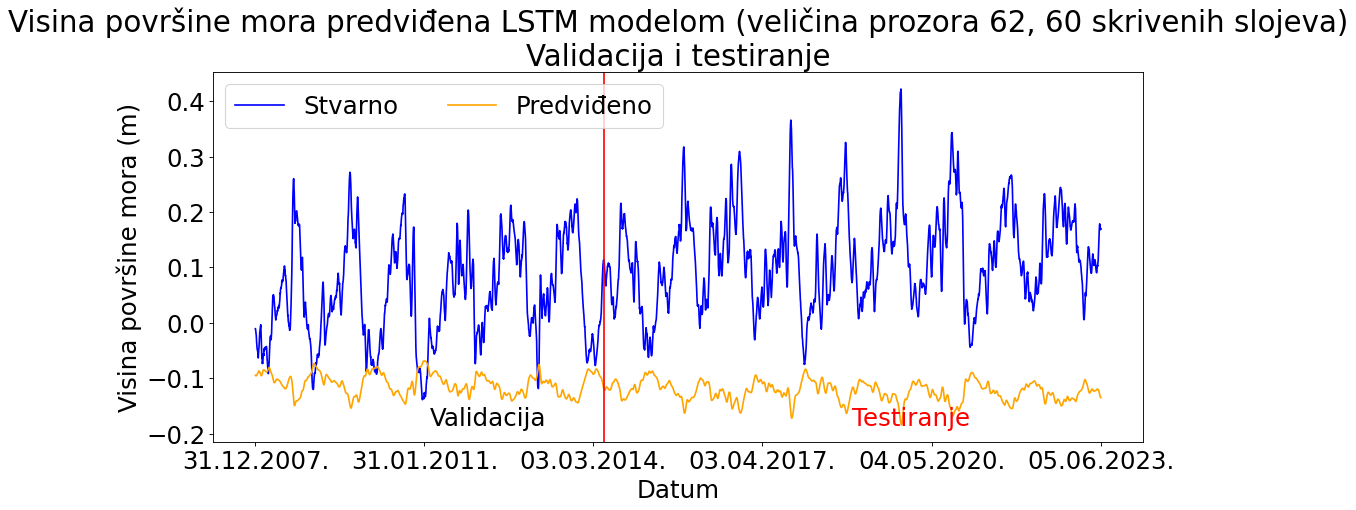 Visina površine mora predviđena LSTM modelom (veličina prozora 62, 60 skrivenih slojeva)
Validacija i testiranje
Stvarno
Predviđeno
Visina površine mora (m)
0.4
0.3
0.2
0.1
0.0
−0.1
−0.2
Validacija
Testiranje
31.12.2007.
31.01.2011.
03.03.2014.
03.04.2017.
04.05.2020.
05.06.2023.
Datum